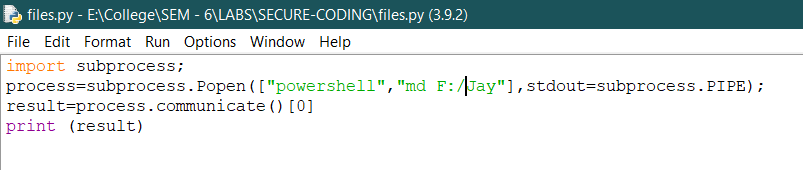 files.py - E:\College\SEM - 6\LABS\SECURE-CODING\files.py (3.9.2)
File Edit Format Run Options Window Help
import subprocess;
process=subprocess.Popen(["powershell","md F:/Jay"],stdout=subprocess.PIPE);
result=process.communicate()[0]
print (result)